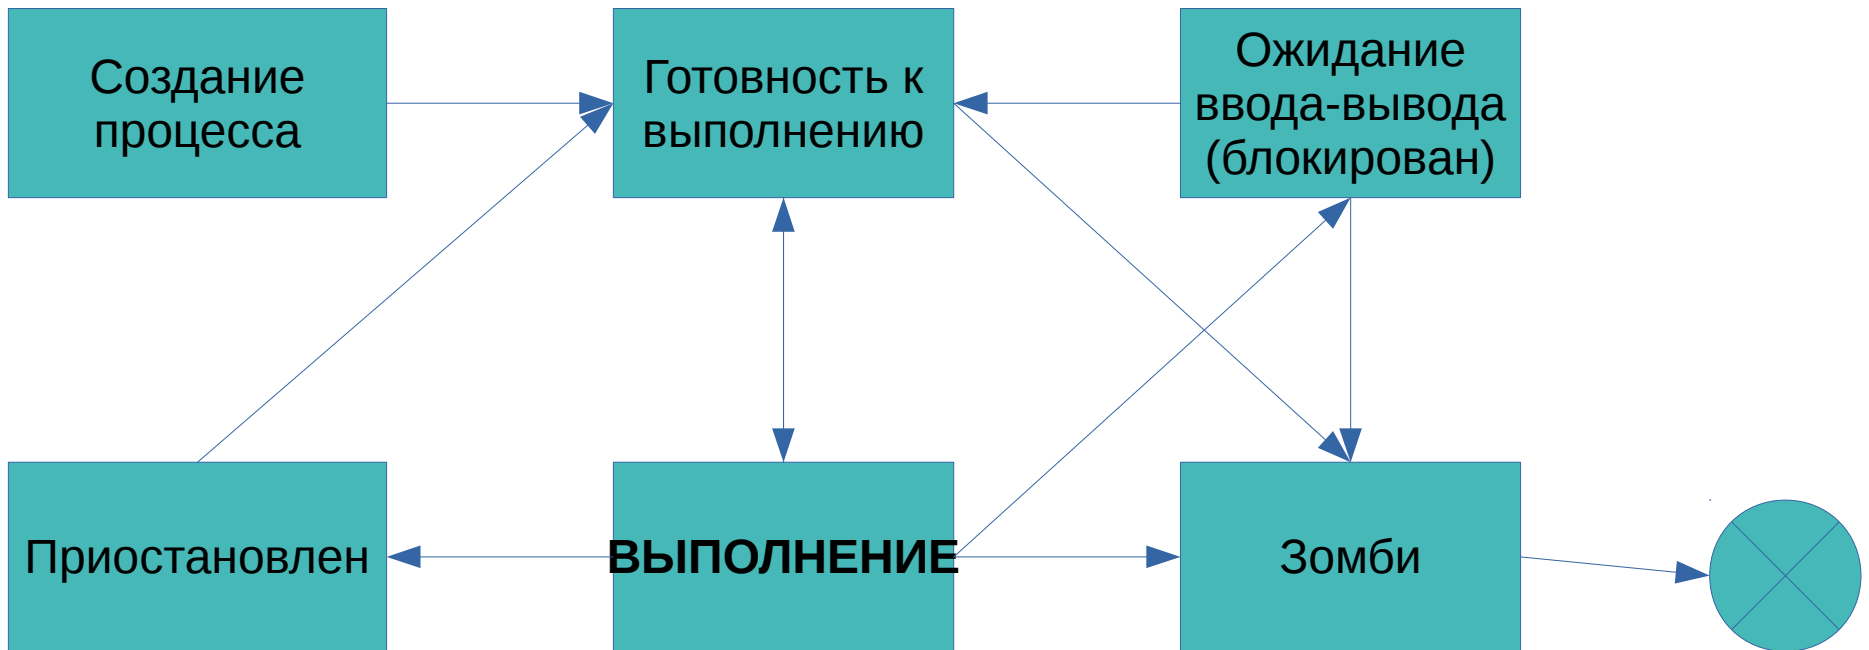 Создание
процесса
Готовность к
выполнению
Ожидание
ввода-вывода
(блокирован)
Приостановлен
ВЫПОЛНЕНИЕ
Зомби